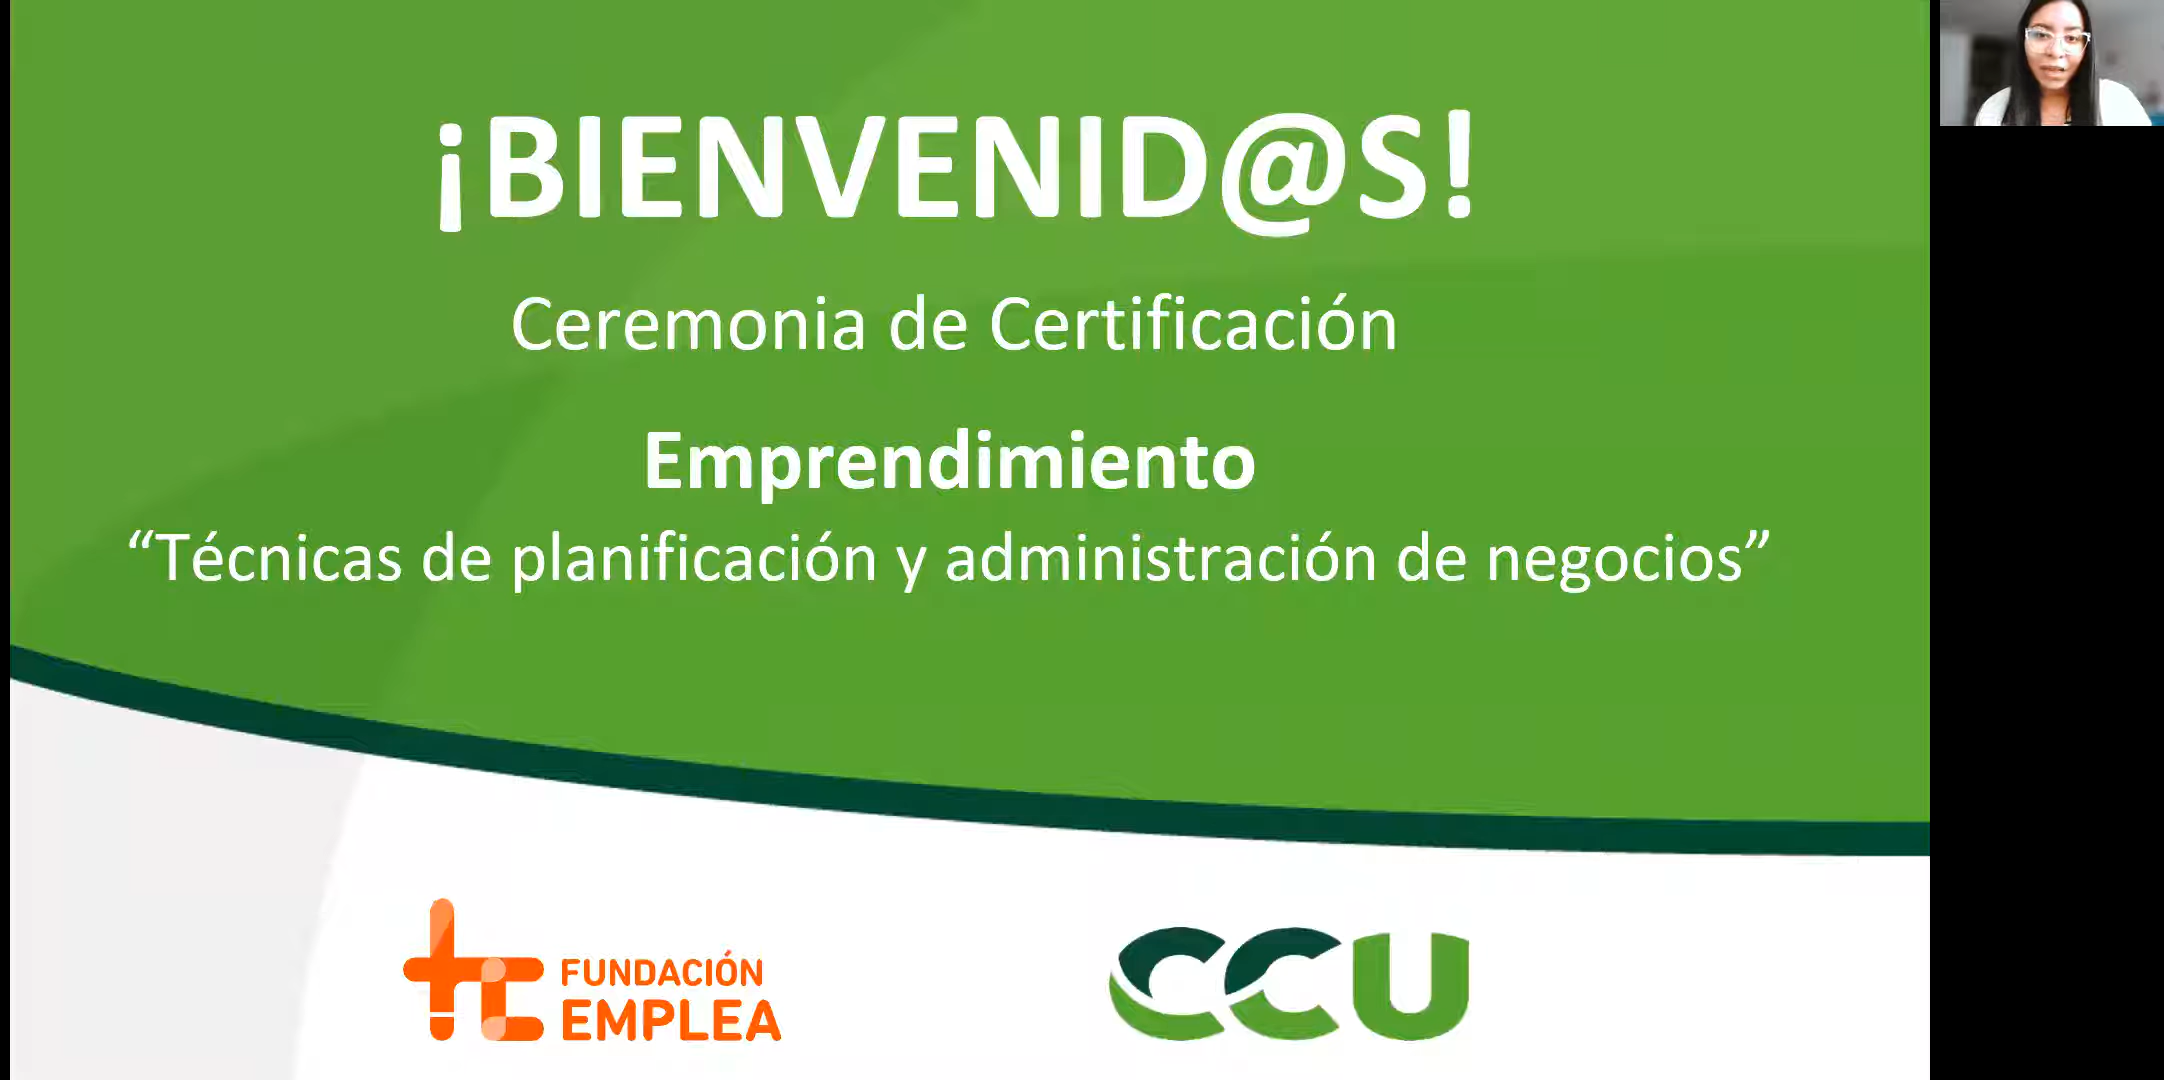 ¡BIENVENID@S!
Ceremonia de Certificación
Emprendimiento
“Técnicas de planificación y administración de negocios”
FUNDACIÓN
EMPLEA
CCU